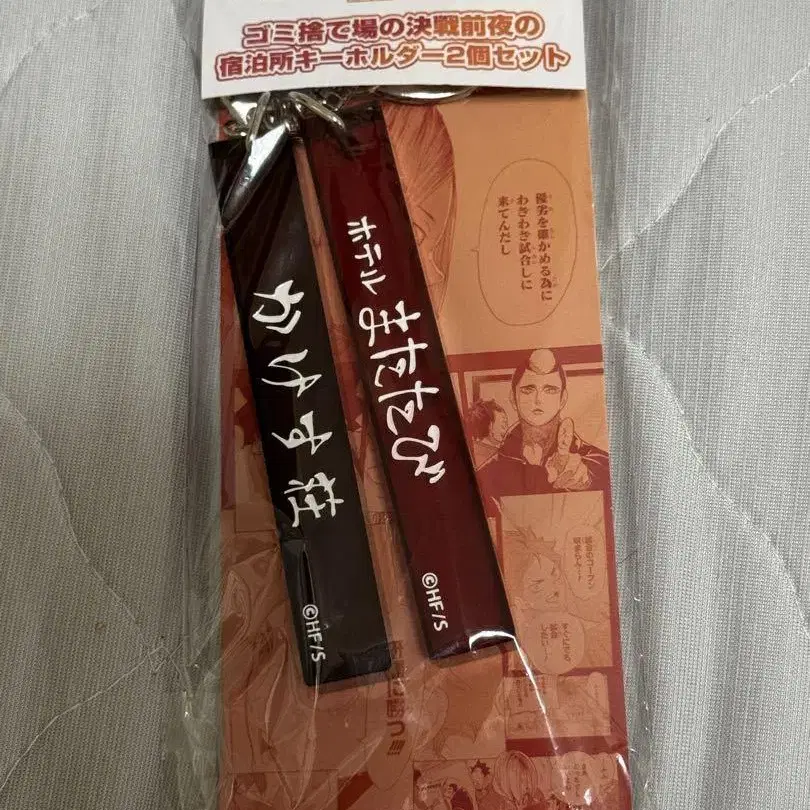 ゴミ捨て場の決戦前夜の
宿泊所キーホルダー2個セット
優劣を確かめる為に
わざわざ試合しに
来てんだし
ホテル またたび
かけす荘
©HF/S
©HF/S